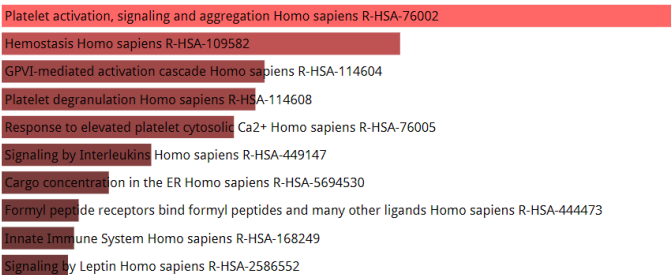 Platelet activation, signaling and aggregation Homo sapiens R-HSA-76002
Hemostasis Homo sapiens R-HSA-109582
GPVI-mediated activation cascade Homo sapiens R-HSA-114604
Platelet degranulation Homo sapiens R-HSA-114608
Response to elevated platelet cytosolic Ca2+ Homo sapiens R-HSA-76005
Signaling by Interleukins Homo sapiens R-HSA-449147
Cargo concentration in the ER Homo sapiens R-HSA-5694530
Formyl peptide receptors bind formyl peptides and many other ligands Homo sapiens R-HSA-444473
Innate Immune System Homo sapiens R-HSA-168249
Signaling by Leptin Homo sapiens R-HSA-2586552